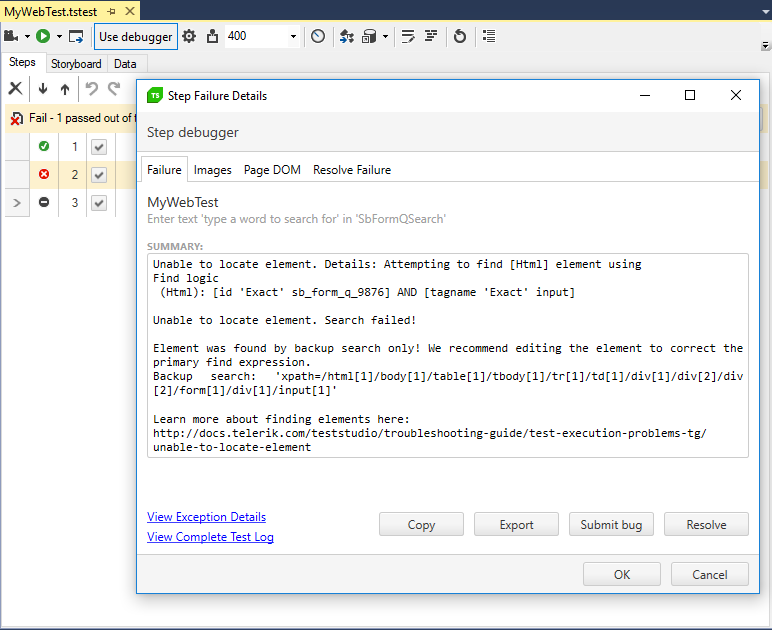 MyWebTest.tstest
Use debugger
400
Steps
Storyboard
Data
Fail - 1 passed out of
1
2
3
TS
Step Failure Details
Step debugger
Failure
Images
Page DOM
Resolve Failure
MyWebTest
Enter text 'type a word to search for' in 'SbFormQSearch'
SUMMARY:
Unable to locate element. Details: Attempting to find [Html] element using
Find logic
(Html): [id 'Exact' sb_form_q_9876] AND [tagname 'Exact' input]
Unable to locate element. Search failed!
Element was found by backup search only! We recommend editing the element to correct the
primary find expression.
Backup search: 'xpath=/html[1]/body[1]/table[1]/tbody[1]/tr[1]/td[1]/div[1]/div[2]/div
[2]/form[1]/div[1]/input[1]'
Learn more about finding elements here:
http://docs.telerik.com/teststudio/troubleshooting-guide/test-execution-problems-tg/
unable-to-locate-element
View Exception Details
View Complete Test Log
Copy
Export
Submit bug
Resolve
OK
Cancel